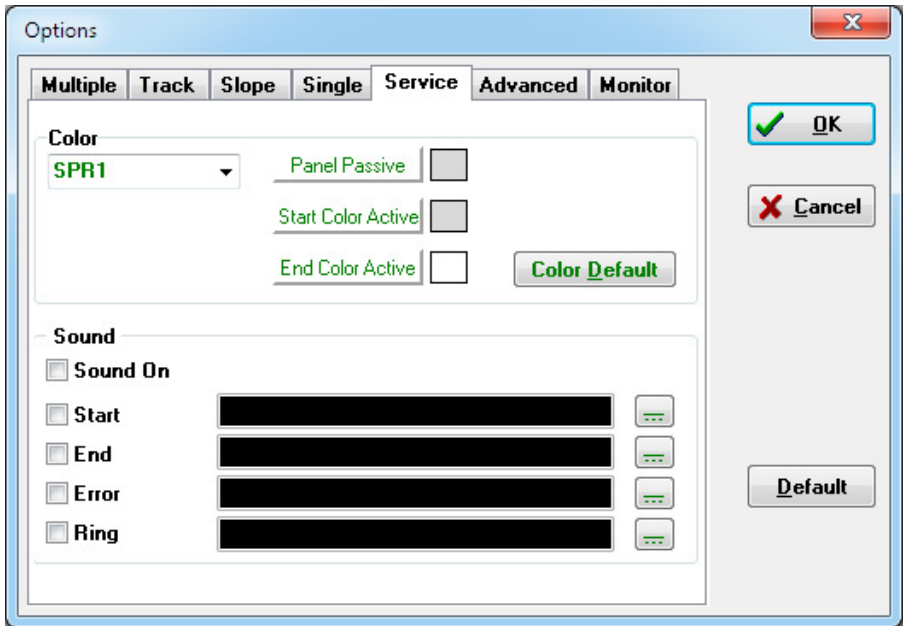 Options
Multiple Track Slope Single Service Advanced Monitor
OK
Cancel
Color
SPR1
Panel Passive
Start Color Active
End Color Active
Color Default
Sound
Sound On
Start
End
Error
Ring
Default